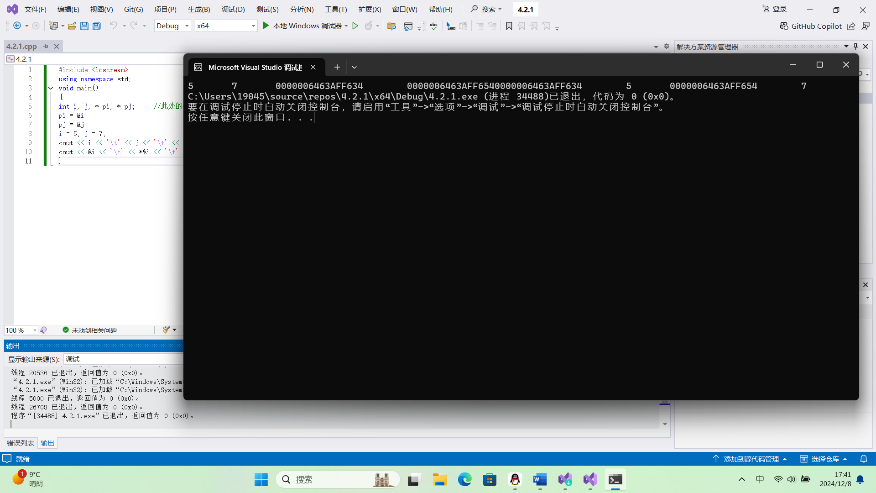 文件(F) 编辑(E) 视图(V) Git(G) 项目(P) 生成(B) 调试(D) 测试(S) 分析(N) 工具(T) 扩展(X) 窗口(W) 帮助(H) 搜索 4.2.1 登录
Debug x64 本地 Windows 调试器 GitHub Copilot
4.2.1.cpp
解决方案资源管理器
4.2.1
Microsoft Visual Studio 调试控
1 #include <iostream>
2 using namespace std;
3 void main()
4 {
5 int i, j, * pi, * pj; //此处的
6 pi = &i
7 pj = &j
8 i = 5, j = 7,
9 cout << i << '\t' << j << '\t' <<
10 cout << &i << '\t' << *&i << '\t'
11 }
5 7 0000006463AFF634 0000006463AFF6540000006463AFF634 5 0000006463AFF654 7
C:\Users\19045\source\repos\4.2.1\x64\Debug\4.2.1.exe (进程 34488)已退出，代码为 0 (0x0)。
要在调试停止时自动关闭控制台，请启用“工具”->“选项”->“调试”->“调试停止时自动关闭控制台”。
按任意键关闭此窗口. . .
100 % 未找到相关问题
输出
显示输出来源(S): 调试
线程 20536 已退出，返回值为 0 (0x0)。
“4.2.1.exe”(Win32): 已加载“C:\Windows\System
“4.2.1.exe”(Win32): 已加载“C:\Windows\System
线程 5000 已退出，返回值为 0 (0x0)。
线程 26768 已退出，返回值为 0 (0x0)。
程序“[34488] 4.2.1.exe”已退出，返回值为 0 (0x0)。
错误列表 输出
就绪 添加到源代码管理 选择仓库
1 9°C
晴朗
搜索
中
17:41
2024/12/8